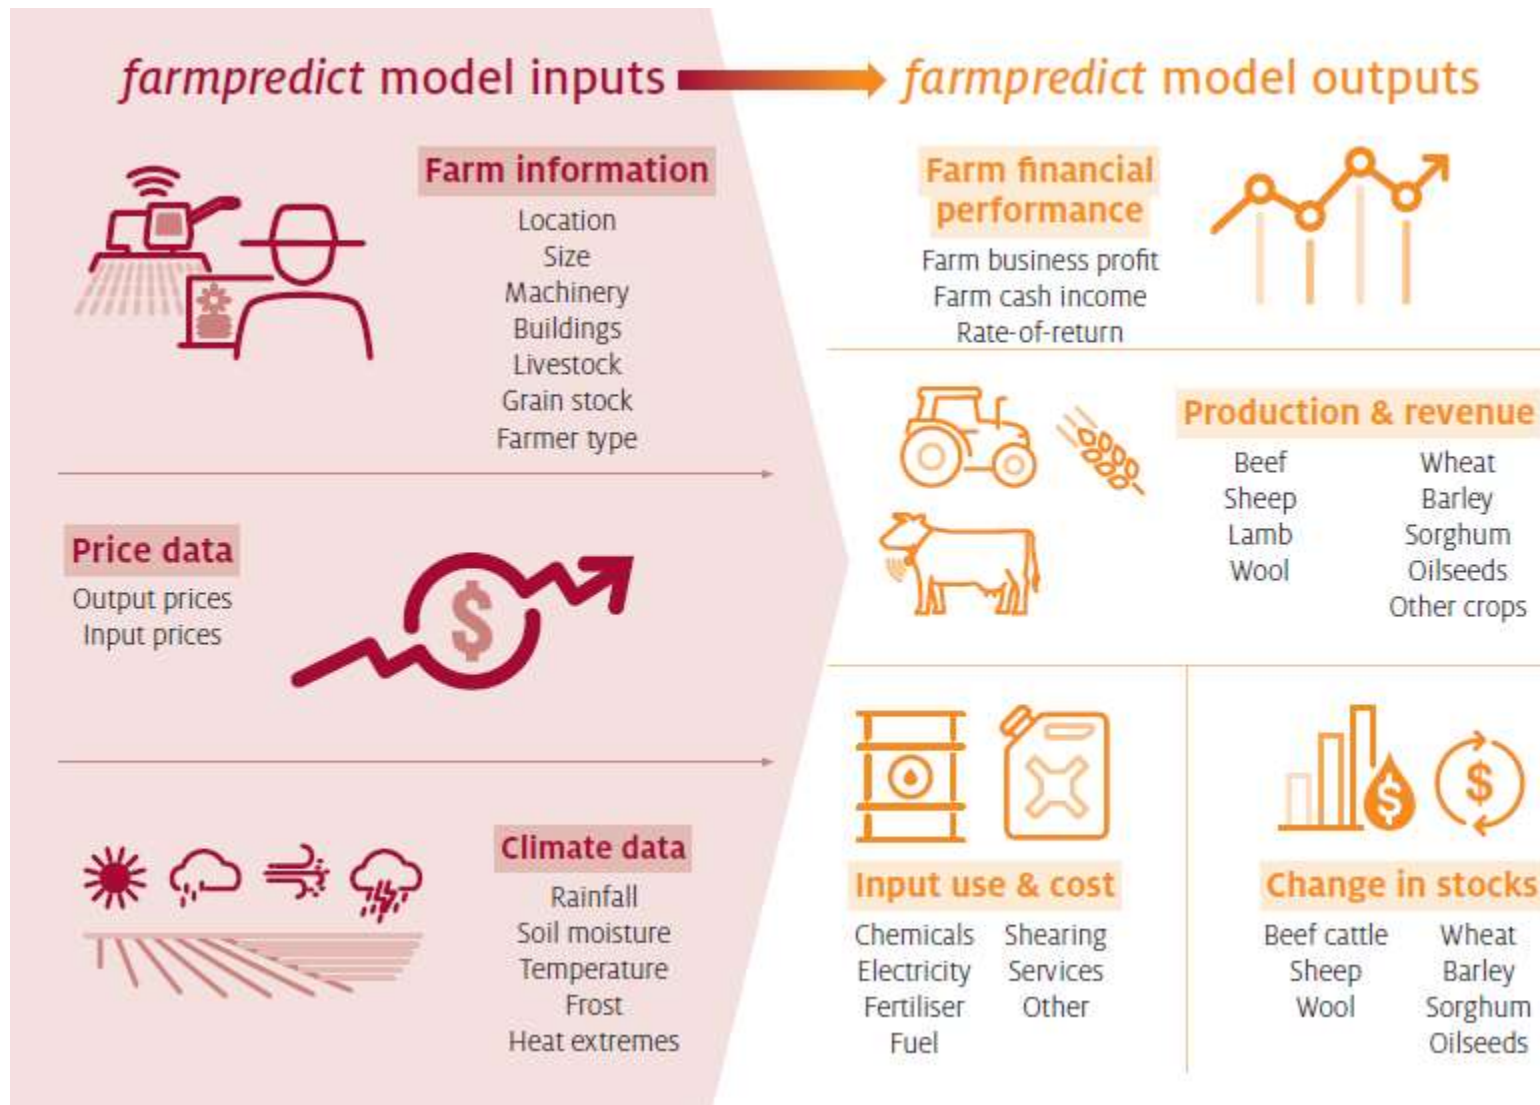 farmpredict model inputs
Farm information
Location
Size
Machinery
Buildings
Livestock
Grain stock
Farmer type
Price data
Output prices
Input prices
$
Climate data
Rainfall
Soil moisture
Temperature
Frost
Heat extremes
farmpredict model outputs
Farm financial
performance
Farm business profit
Farm cash income
Rate-of-return
Production & revenue
Beef
Sheep
Lamb
Wool
Wheat
Barley
Sorghum
Oilseeds
Other crops
Input use & cost
Chemicals
Electricity
Fertiliser
Fuel
Shearing
Services
Other
$
$
Change in stocks
Beef cattle
Sheep
Wool
Wheat
Barley
Sorghum
Oilseeds